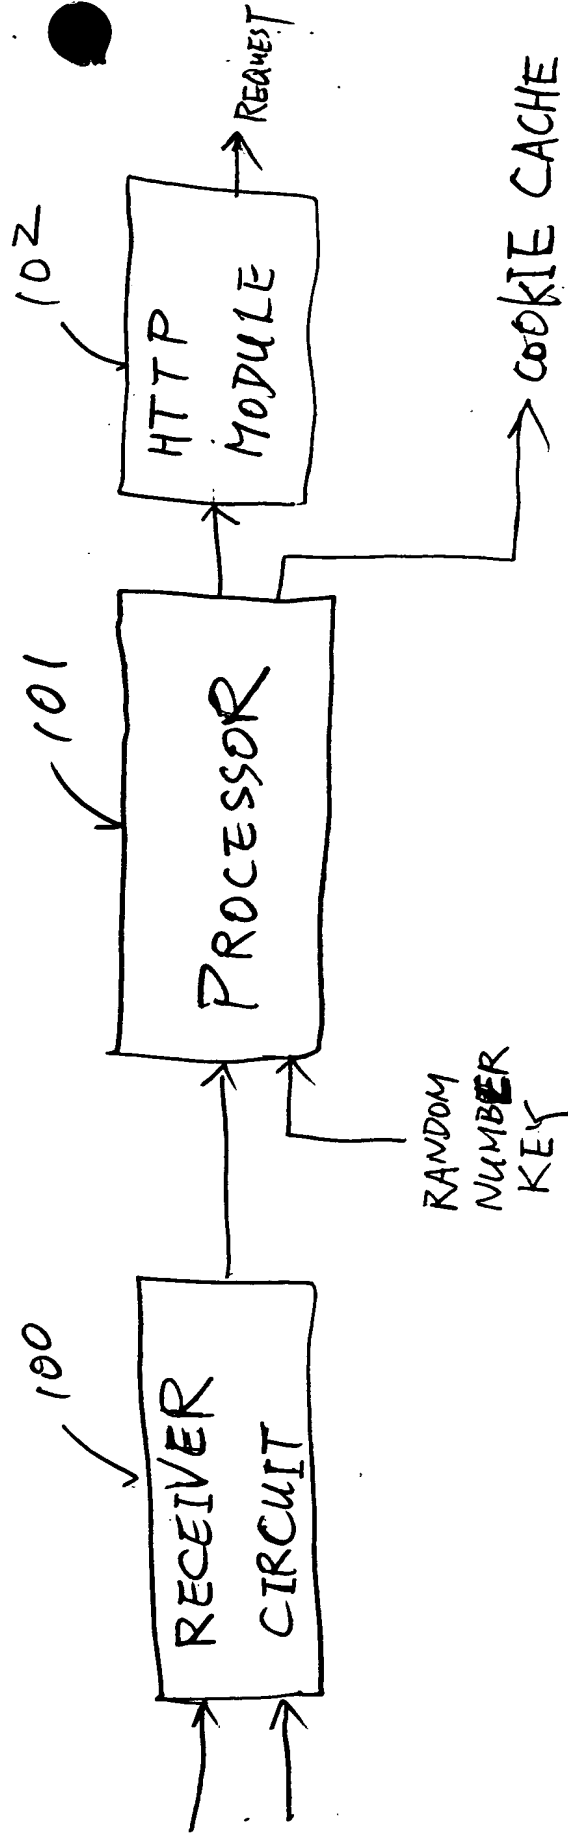 100
RECEIVER
CIRCUIT
RANDOM
NUMBER
KEY
101
PROCESSOR
102
HTTP
MODULE
REQUEST
COOKIE CACHE